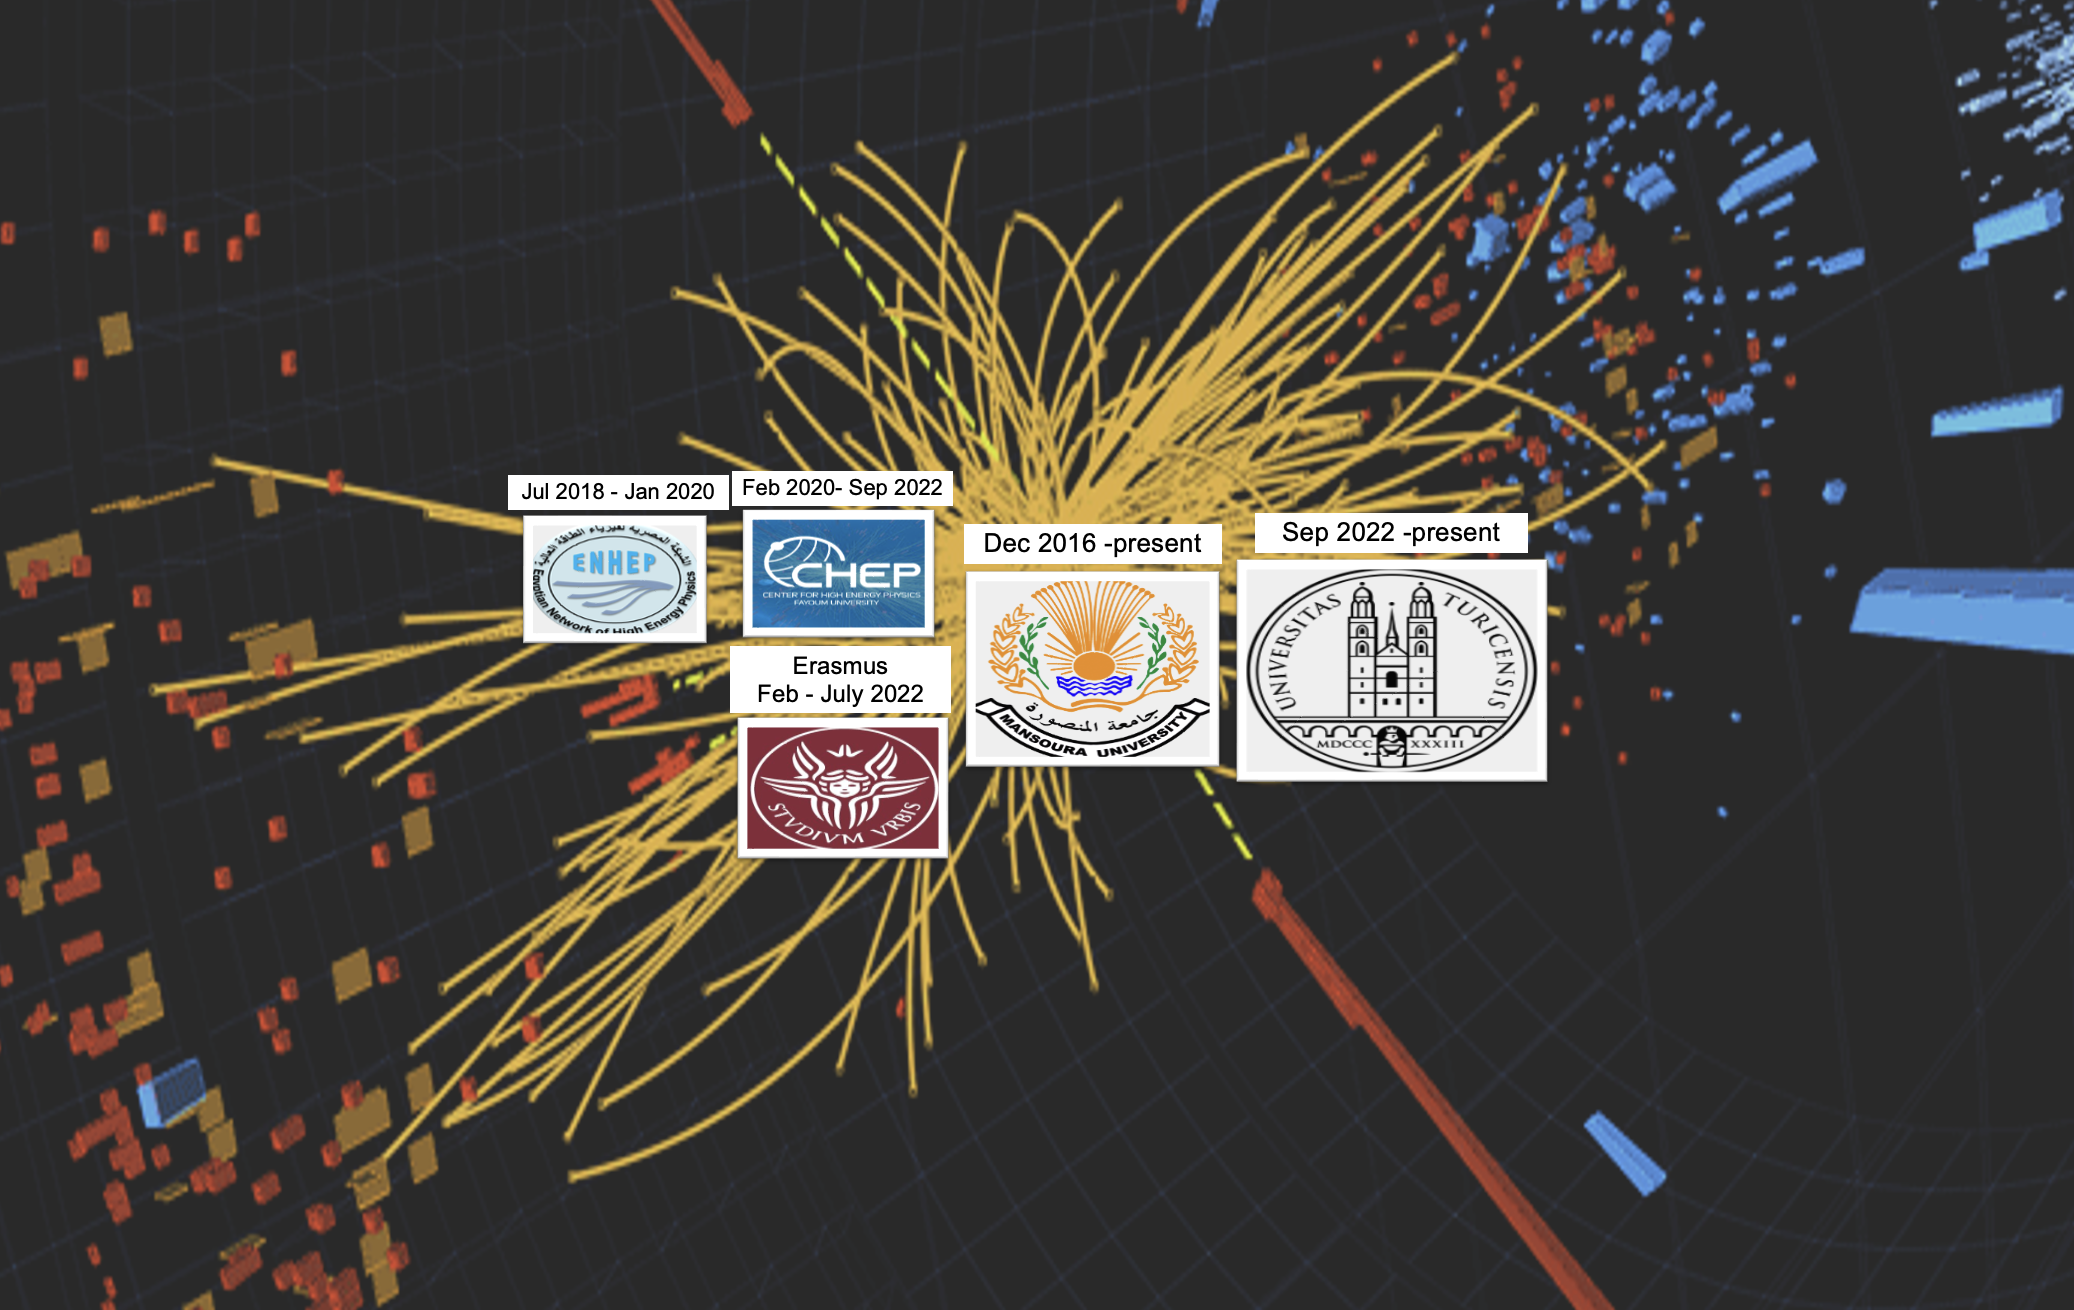 Jul 2018 - Jan 2020
الشبكة المصرية لفيزياء الطاقة العالية
ENHEP
Egyptian Network of High Energy Physics
Feb 2020- Sep 2022
CHEP
CENTER FOR HIGH ENERGY PHYSICS
FAYOUM UNIVERSITY
Erasmus
Feb - July 2022
STVDIVM VRBIS
Dec 2016 -present
جامعة المنصورة
MANSOURA UNIVERSITY
Sep 2022 -present
UNIVERSITAS TURICENSIS
MDCCC XXXIII